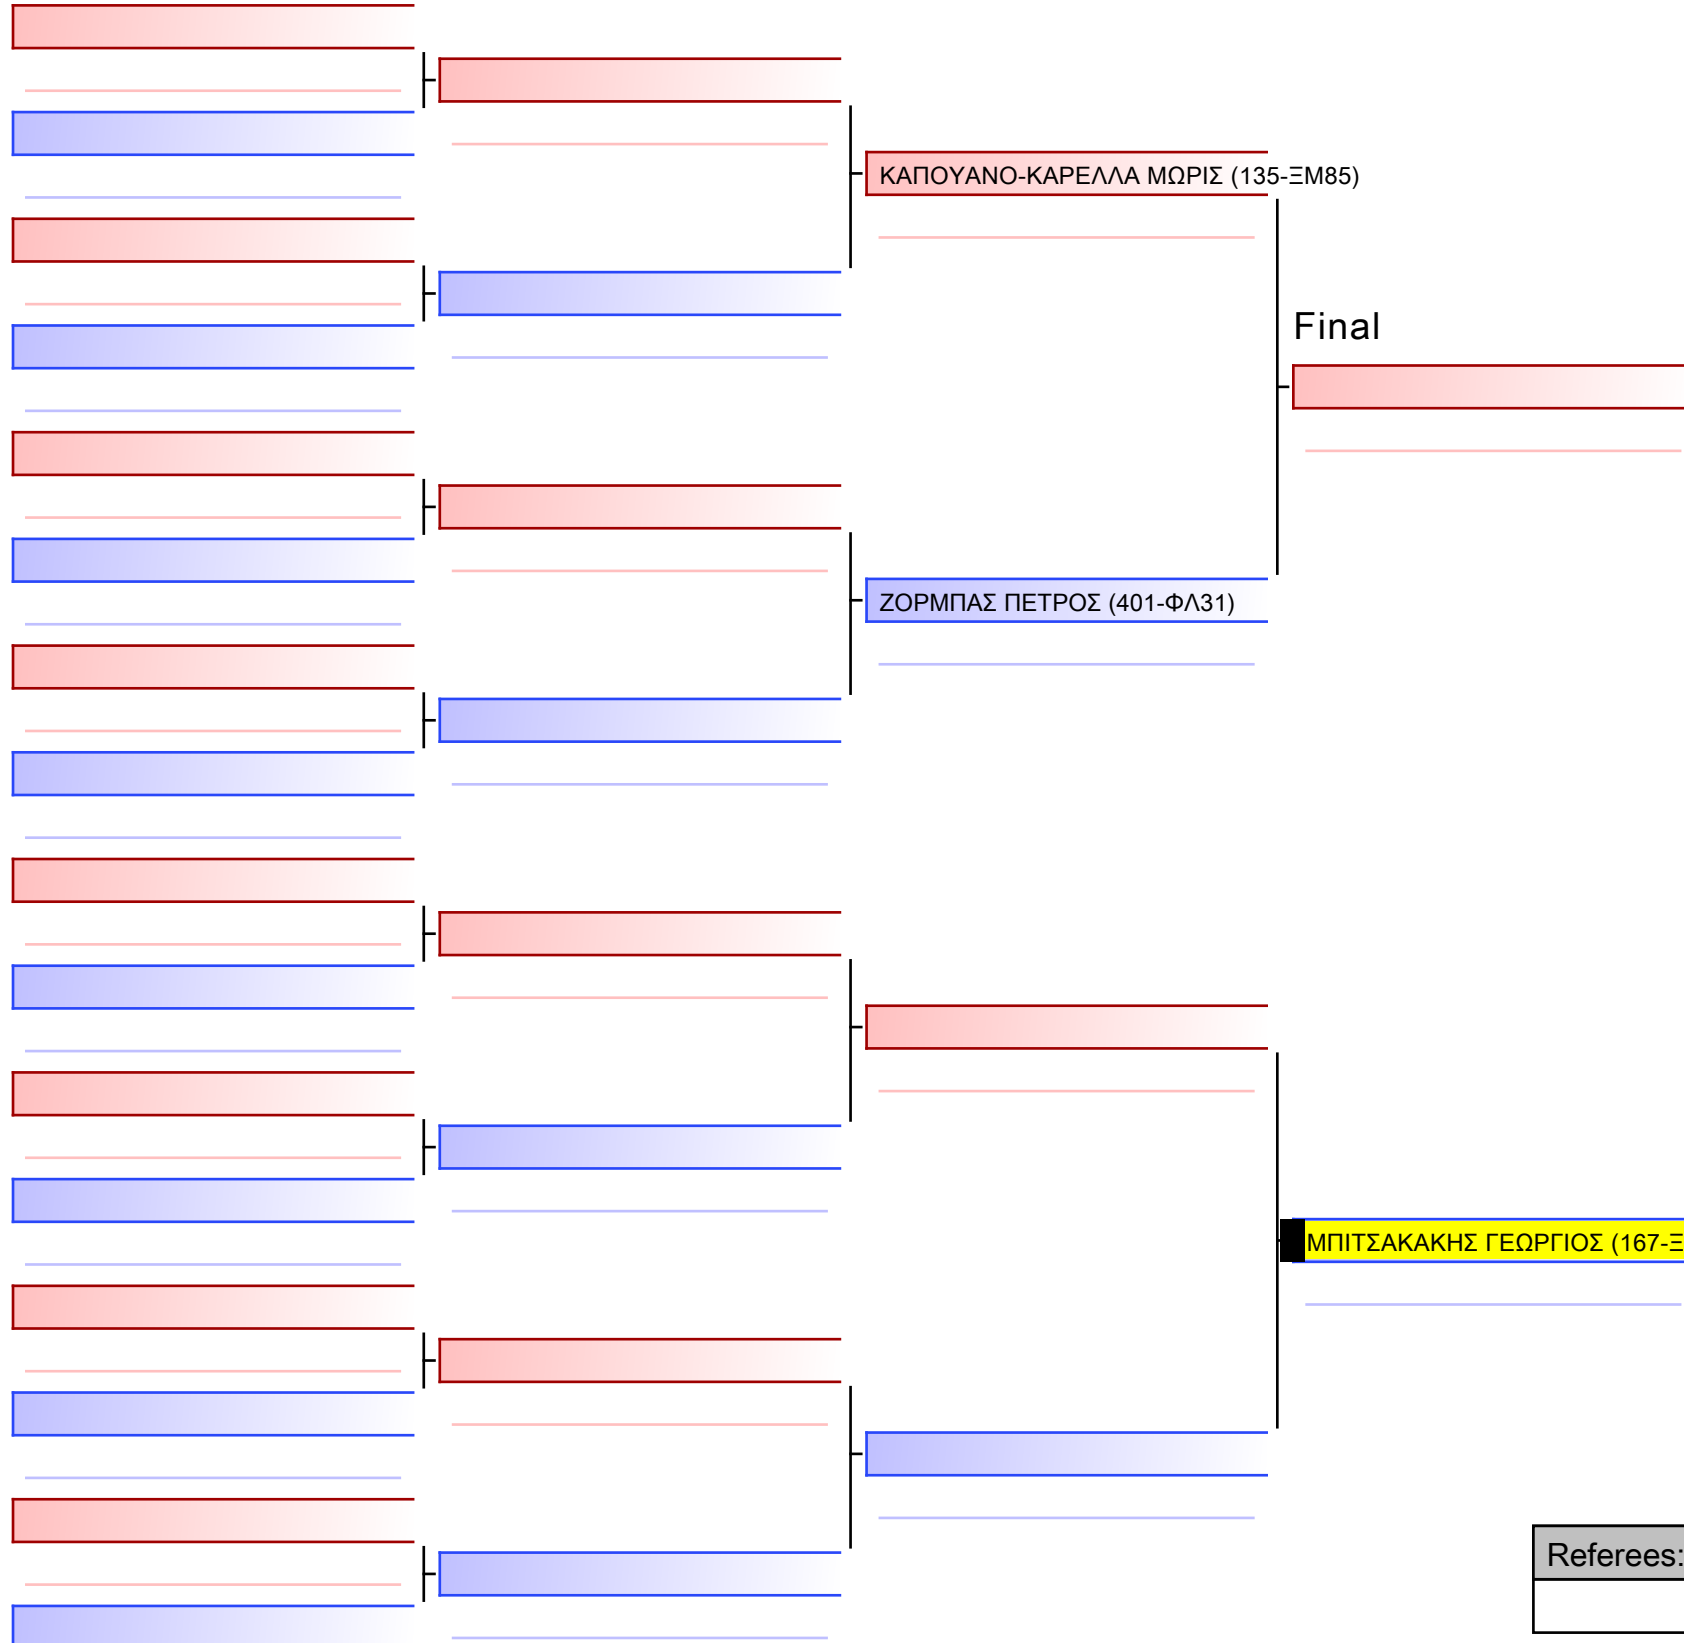 ΚΑΠΟΥΑΝΟ-ΚΑΡΕΛΛΑ ΜΩΡΙΣ (135-ΞΜ85)
Final
ΖΟΡΜΠΑΣ ΠΕΤΡΟΣ (401-ΦΛ31)
ΜΠΙΤΣΑΚΑΚΗΣ ΓΕΩΡΓΙΟΣ (167-Ξ
Referees: